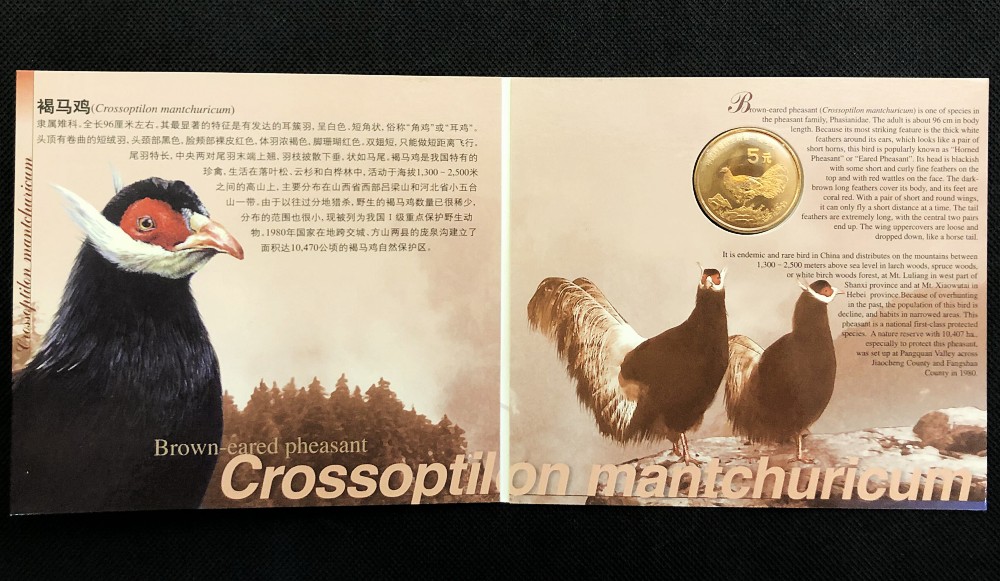 褐马鸡(Crossoptilon mantchuricum)
隶属雉科,全长96厘米左右,其最显著的特征是有发达的耳簇羽,呈白色、短角状,俗称“角鸡”或“耳鸡”。
头顶有卷曲的短绒羽,头颈部黑色,脸颊部裸皮红色,体羽浓褐色,脚珊瑚红色,双翅短,只能做短距离飞行,
尾羽特长,中央两对尾羽末端上翘,羽枝披散下垂,状如马尾。褐马鸡是我国特有的
珍禽,生活在落叶松、云杉和白桦林中,活动于海拔1,300-2,500米
之间的高山上,主要分布在山西省西部吕梁山和河北省小五台
山一带,由于以往过分地猎杀,野生的褐马鸡数量已很稀少,
分布的范围也很小,现被列为我国Ⅰ级重点保护野生动
物,1980年国家在地跨交城、方山两县的庞泉沟建立了
面积达10,470公顷的褐马鸡自然保护区。
Crossoptilon mantchuricum
Brown-eared pheasant
Crossoptilon mantchuricum
Brown-eared pheasant (Crossoptilon mantchuricum) is one of species in
the pheasant family, Phasianidae. The adult is about 96 cm in body
length. Because its most striking feature is the thick white
feathers around its ears, which looks like a pair of
short horns, this bird is popularly known as “Horned
Pheasant” or “Eared Pheasant”. Its head is blackish
with some short and curly fine feathers on the
top and with red wattles on the face. The dark-
brown long feathers cover its body, and its feet are
coral red. With a pair of short and round wings,
it can only fly a short distance at a time. The tail
feathers are extremely long, with the central two pairs
end up. The wing uppercovers are loose and
dropped down, like a horse tail.
5元
It is endemic and rare bird in China and distributes on the mountains between
1,300-2,500 meters above sea level in larch woods, spruce woods,
or white birch woods forest, at Mt. Luliang in west part of
Shanxi province and at Mt. Xiaowutai in
Hebei province.Because of overhunting
in the past, the population of this bird is
decline, and habits in narrowed areas. This
pheasant is a national first-class protected
species. A nature reserve with 10,407 ha.,
especially to protect this pheasant,
was set up at Pangquan Valley across
Jiaocheng County and Fangshan
County in 1980.